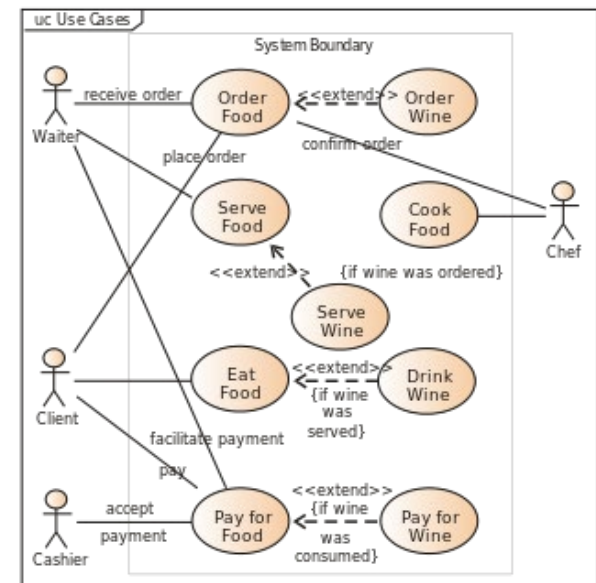 uc Use Cases
System Boundary
receive order
Order
Food
<<extend>>
Order
Wine
Waiter
place order
confirm order
Serve
Food
Cook
Food
Chef
<<extend>>
{if wine was ordered}
Serve
Wine
Eat
Food
<<extend>>
{if wine
was
served}
Drink
Wine
Client
facilitate payment
pay
accept
payment
Pay for
Food
<<extend>>
{if wine
was
consumed}
Pay for
Wine
Cashier